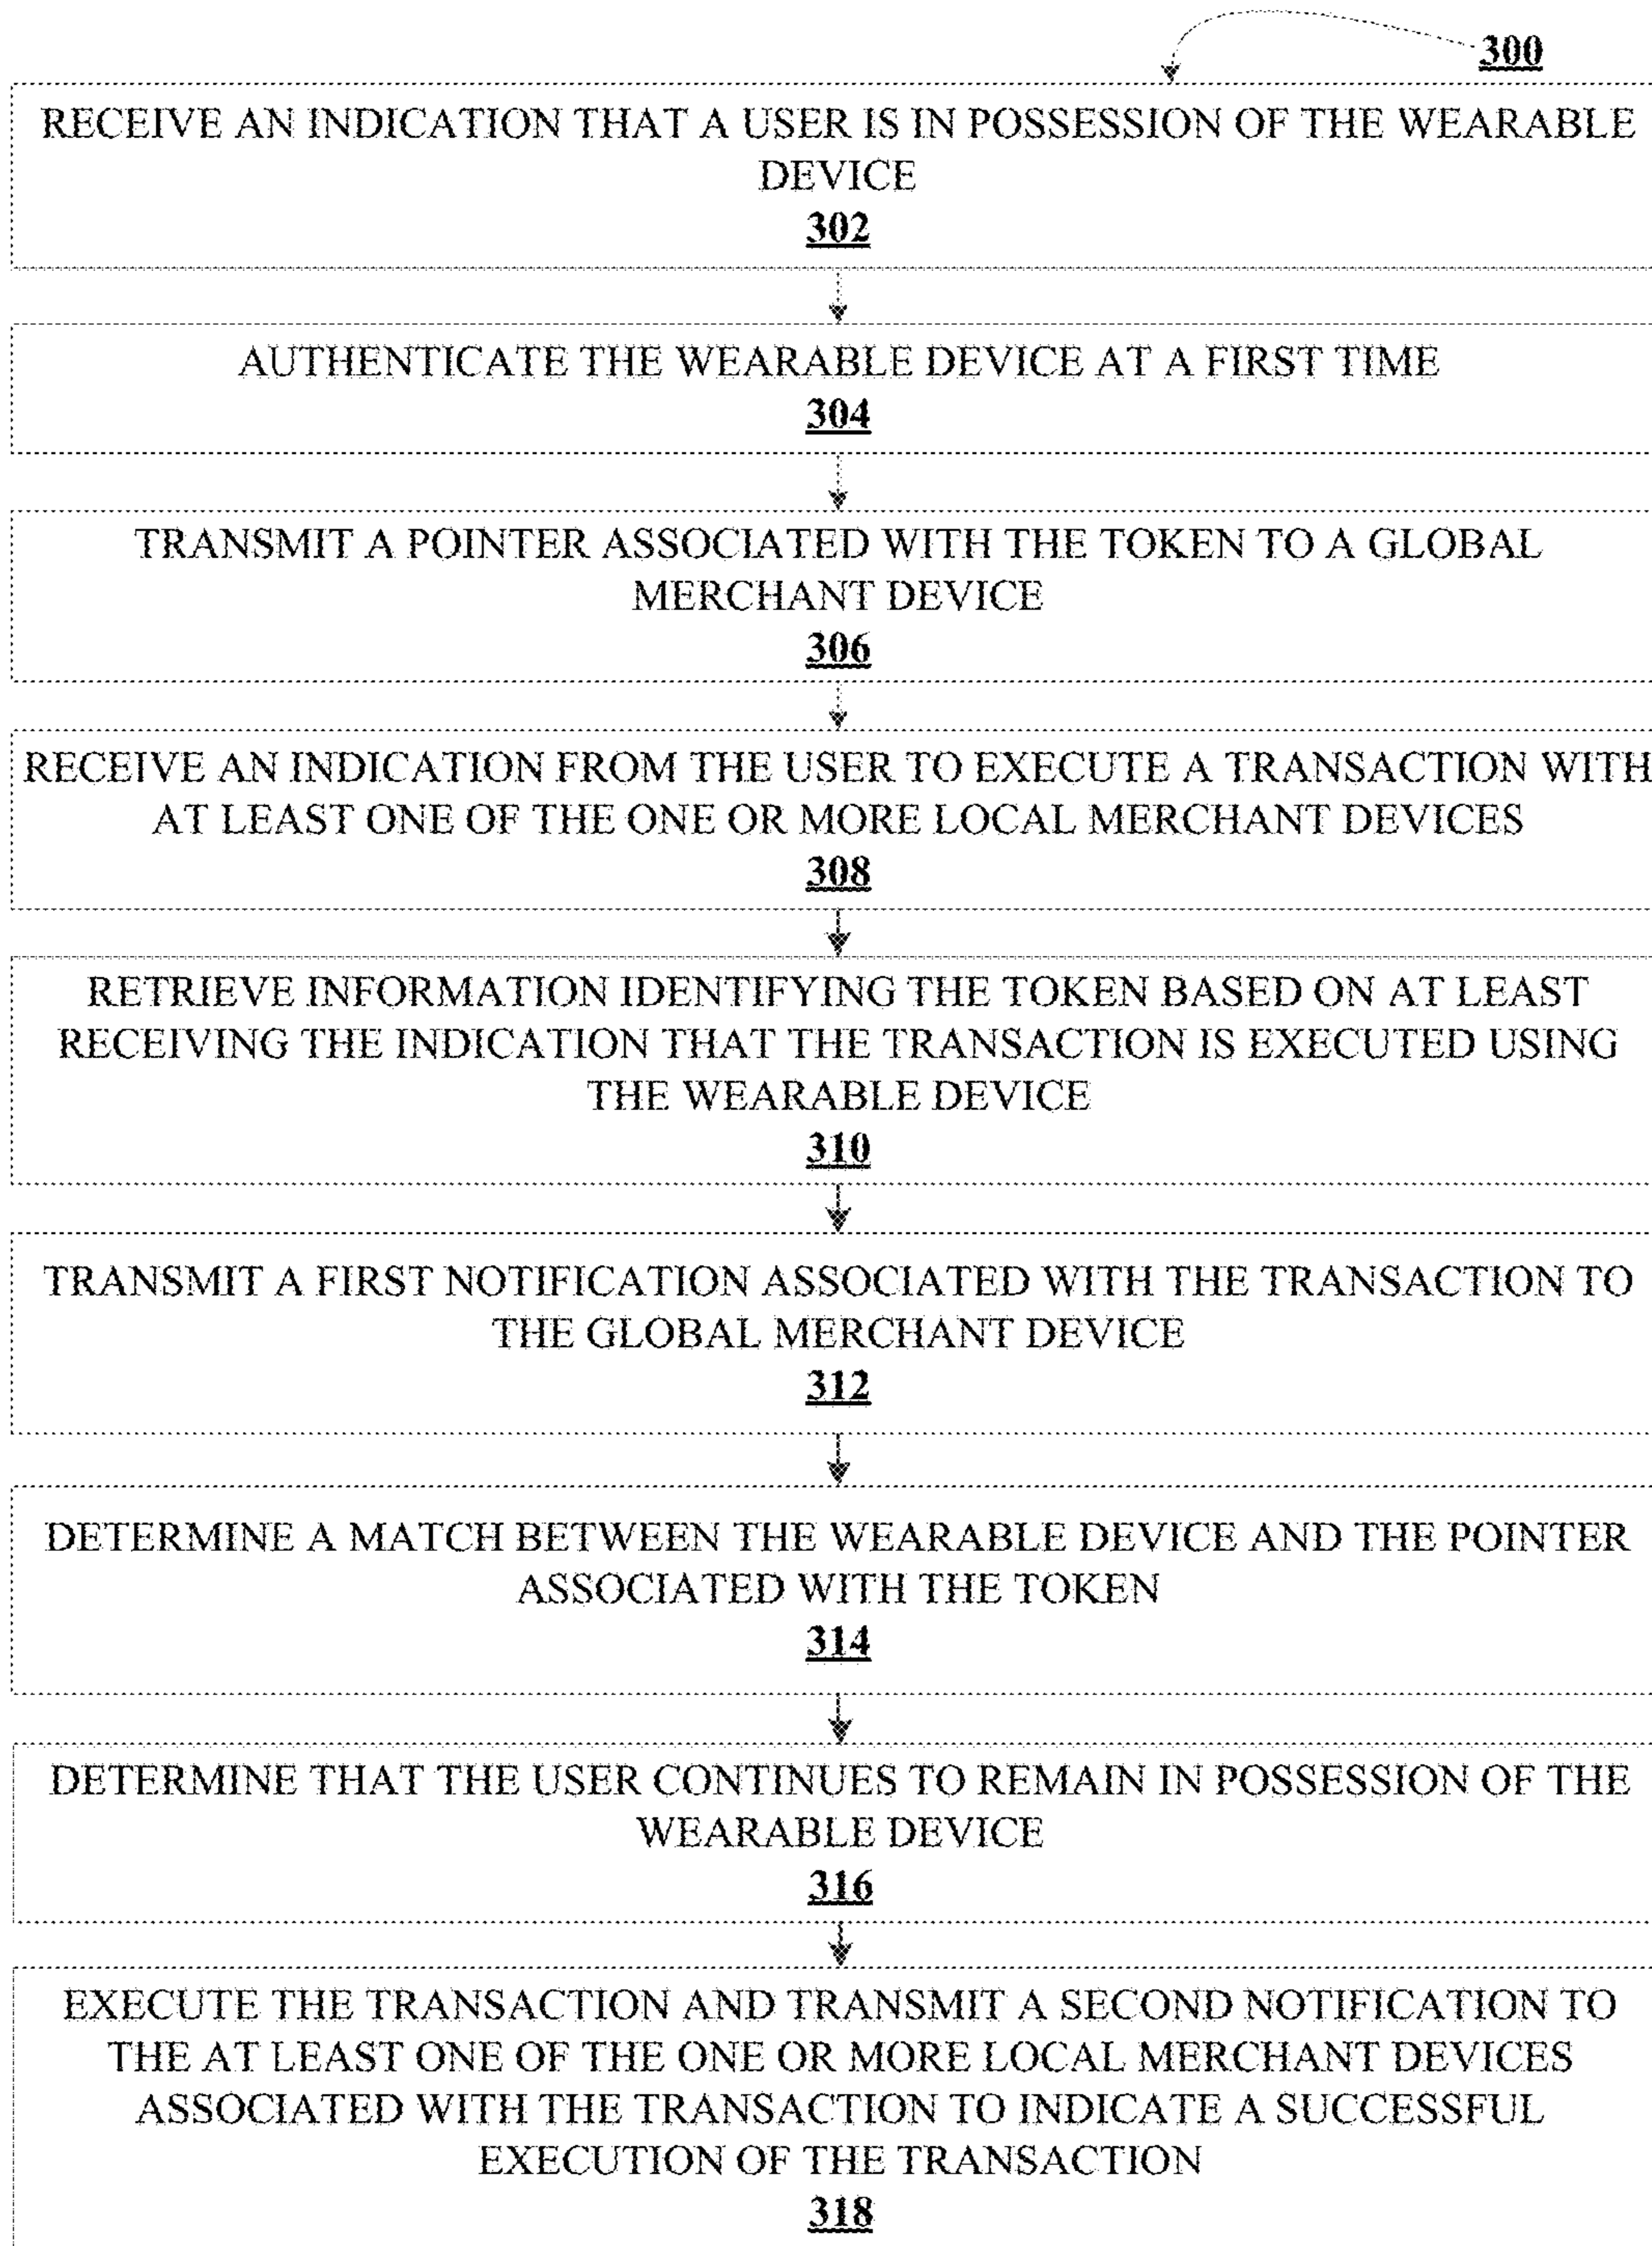 300
RECEIVE AN INDICATION THAT A USER IS IN POSSESSION OF THE WEARABLE
DEVICE
302
AUTHENTICATE THE WEARABLE DEVICE AT A FIRST TIME
304
TRANSMIT A POINTER ASSOCIATED WITH THE TOKEN TO A GLOBAL
MERCHANT DEVICE
306
RECEIVE AN INDICATION FROM THE USER TO EXECUTE A TRANSACTION WITH
AT LEAST ONE OF THE ONE OR MORE LOCAL MERCHANT DEVICES
308
RETRIEVE INFORMATION IDENTIFYING THE TOKEN BASED ON AT LEAST
RECEIVING THE INDICATION THAT THE TRANSACTION IS EXECUTED USING
THE WEARABLE DEVICE
310
TRANSMIT A FIRST NOTIFICATION ASSOCIATED WITH THE TRANSACTION TO
THE GLOBAL MERCHANT DEVICE
312
DETERMINE A MATCH BETWEEN THE WEARABLE DEVICE AND THE POINTER
ASSOCIATED WITH THE TOKEN
314
DETERMINE THAT THE USER CONTINUES TO REMAIN IN POSSESSION OF THE
WEARABLE DEVICE
316
EXECUTE THE TRANSACTION AND TRANSMIT A SECOND NOTIFICATION TO
THE AT LEAST ONE OF THE ONE OR MORE LOCAL MERCHANT DEVICES
ASSOCIATED WITH THE TRANSACTION TO INDICATE A SUCCESSFUL
EXECUTION OF THE TRANSACTION
318